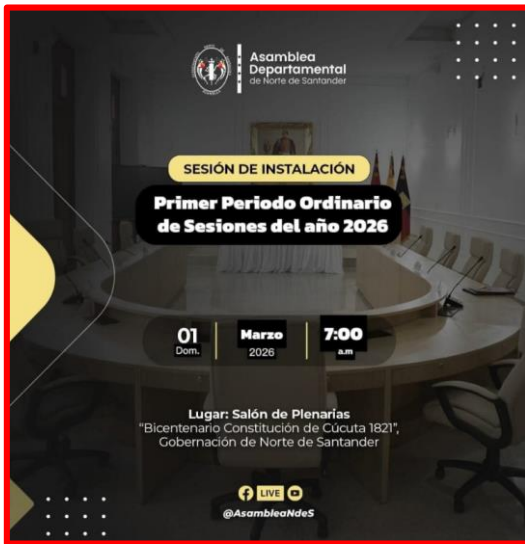 Asamblea
Departamental
de Norte de Santander
SESIÓN DE INSTALACIÓN
Primer Periodo Ordinario
de Sesiones del año 2026
01
Dom.
Marzo
2026
7:00
a.m
Lugar: Salón de Plenarias
"Bicentenario Constitución de Cúcuta 1821",
Gobernación de Norte de Santander
LIVE
@AsambleaNdeS